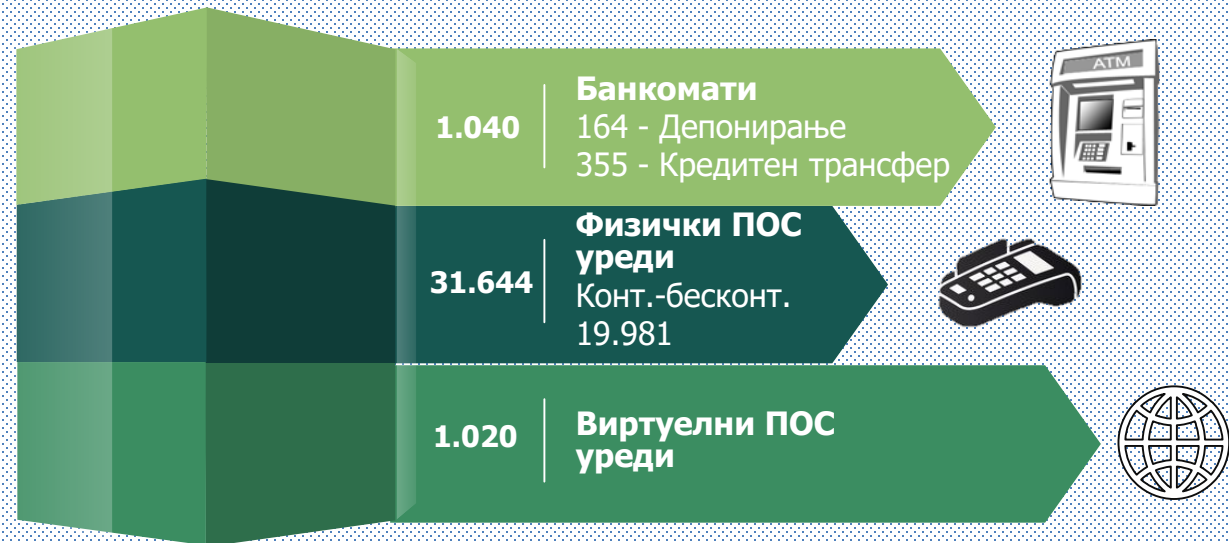 1.040
Банкомати
164 - Депонирање
355 - Кредитен трансфер
ATM
31.644
Физички ПОС
уреди
Конт.-бесконт.
19.981
1.020
Виртуелни ПОС
уреди